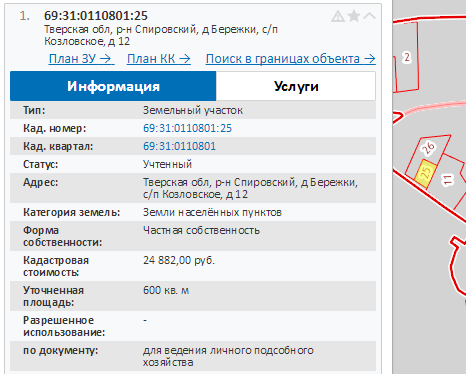 1. 69:31:0110801:25
Тверская обл, р-н Спировский, д Бережки, с/п
Козловское, д 12
План ЗУ → План КК → Поиск в границах объекта →
Информация Услуги
Тип: Земельный участок
Кад. номер: 69:31:0110801:25
Кад. квартал: 69:31:0110801
Статус: Учтенный
Адрес: Тверская обл, р-н Спировский, д Бережки,
с/п Козловское, д 12
Категория земель: Земли населённых пунктов
Форма
собственности: Частная собственность
Кадастровая
стоимость: 24 882,00 руб.
Уточненная
площадь: 600 кв. м
Разрешенное
использование: -
по документу: для ведения личного подсобного
хозяйства
2
26
25
11